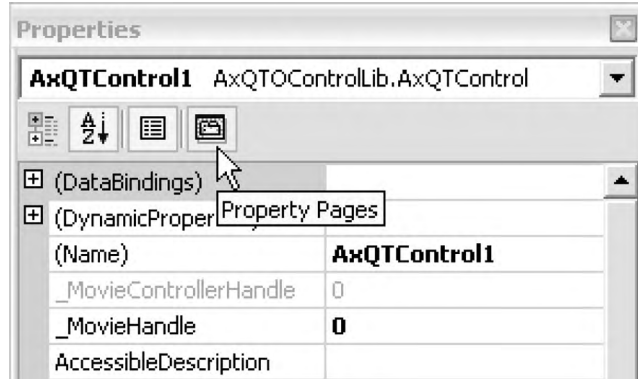 Properties
AxQTControl1 AxQTOControlLib.AxQTControl
A
Z
(DataBindings)
(DynamicProper
Property Pages
(Name) AxQTControl1
_MovieControllerHandle 0
_MovieHandle 0
AccessibleDescription